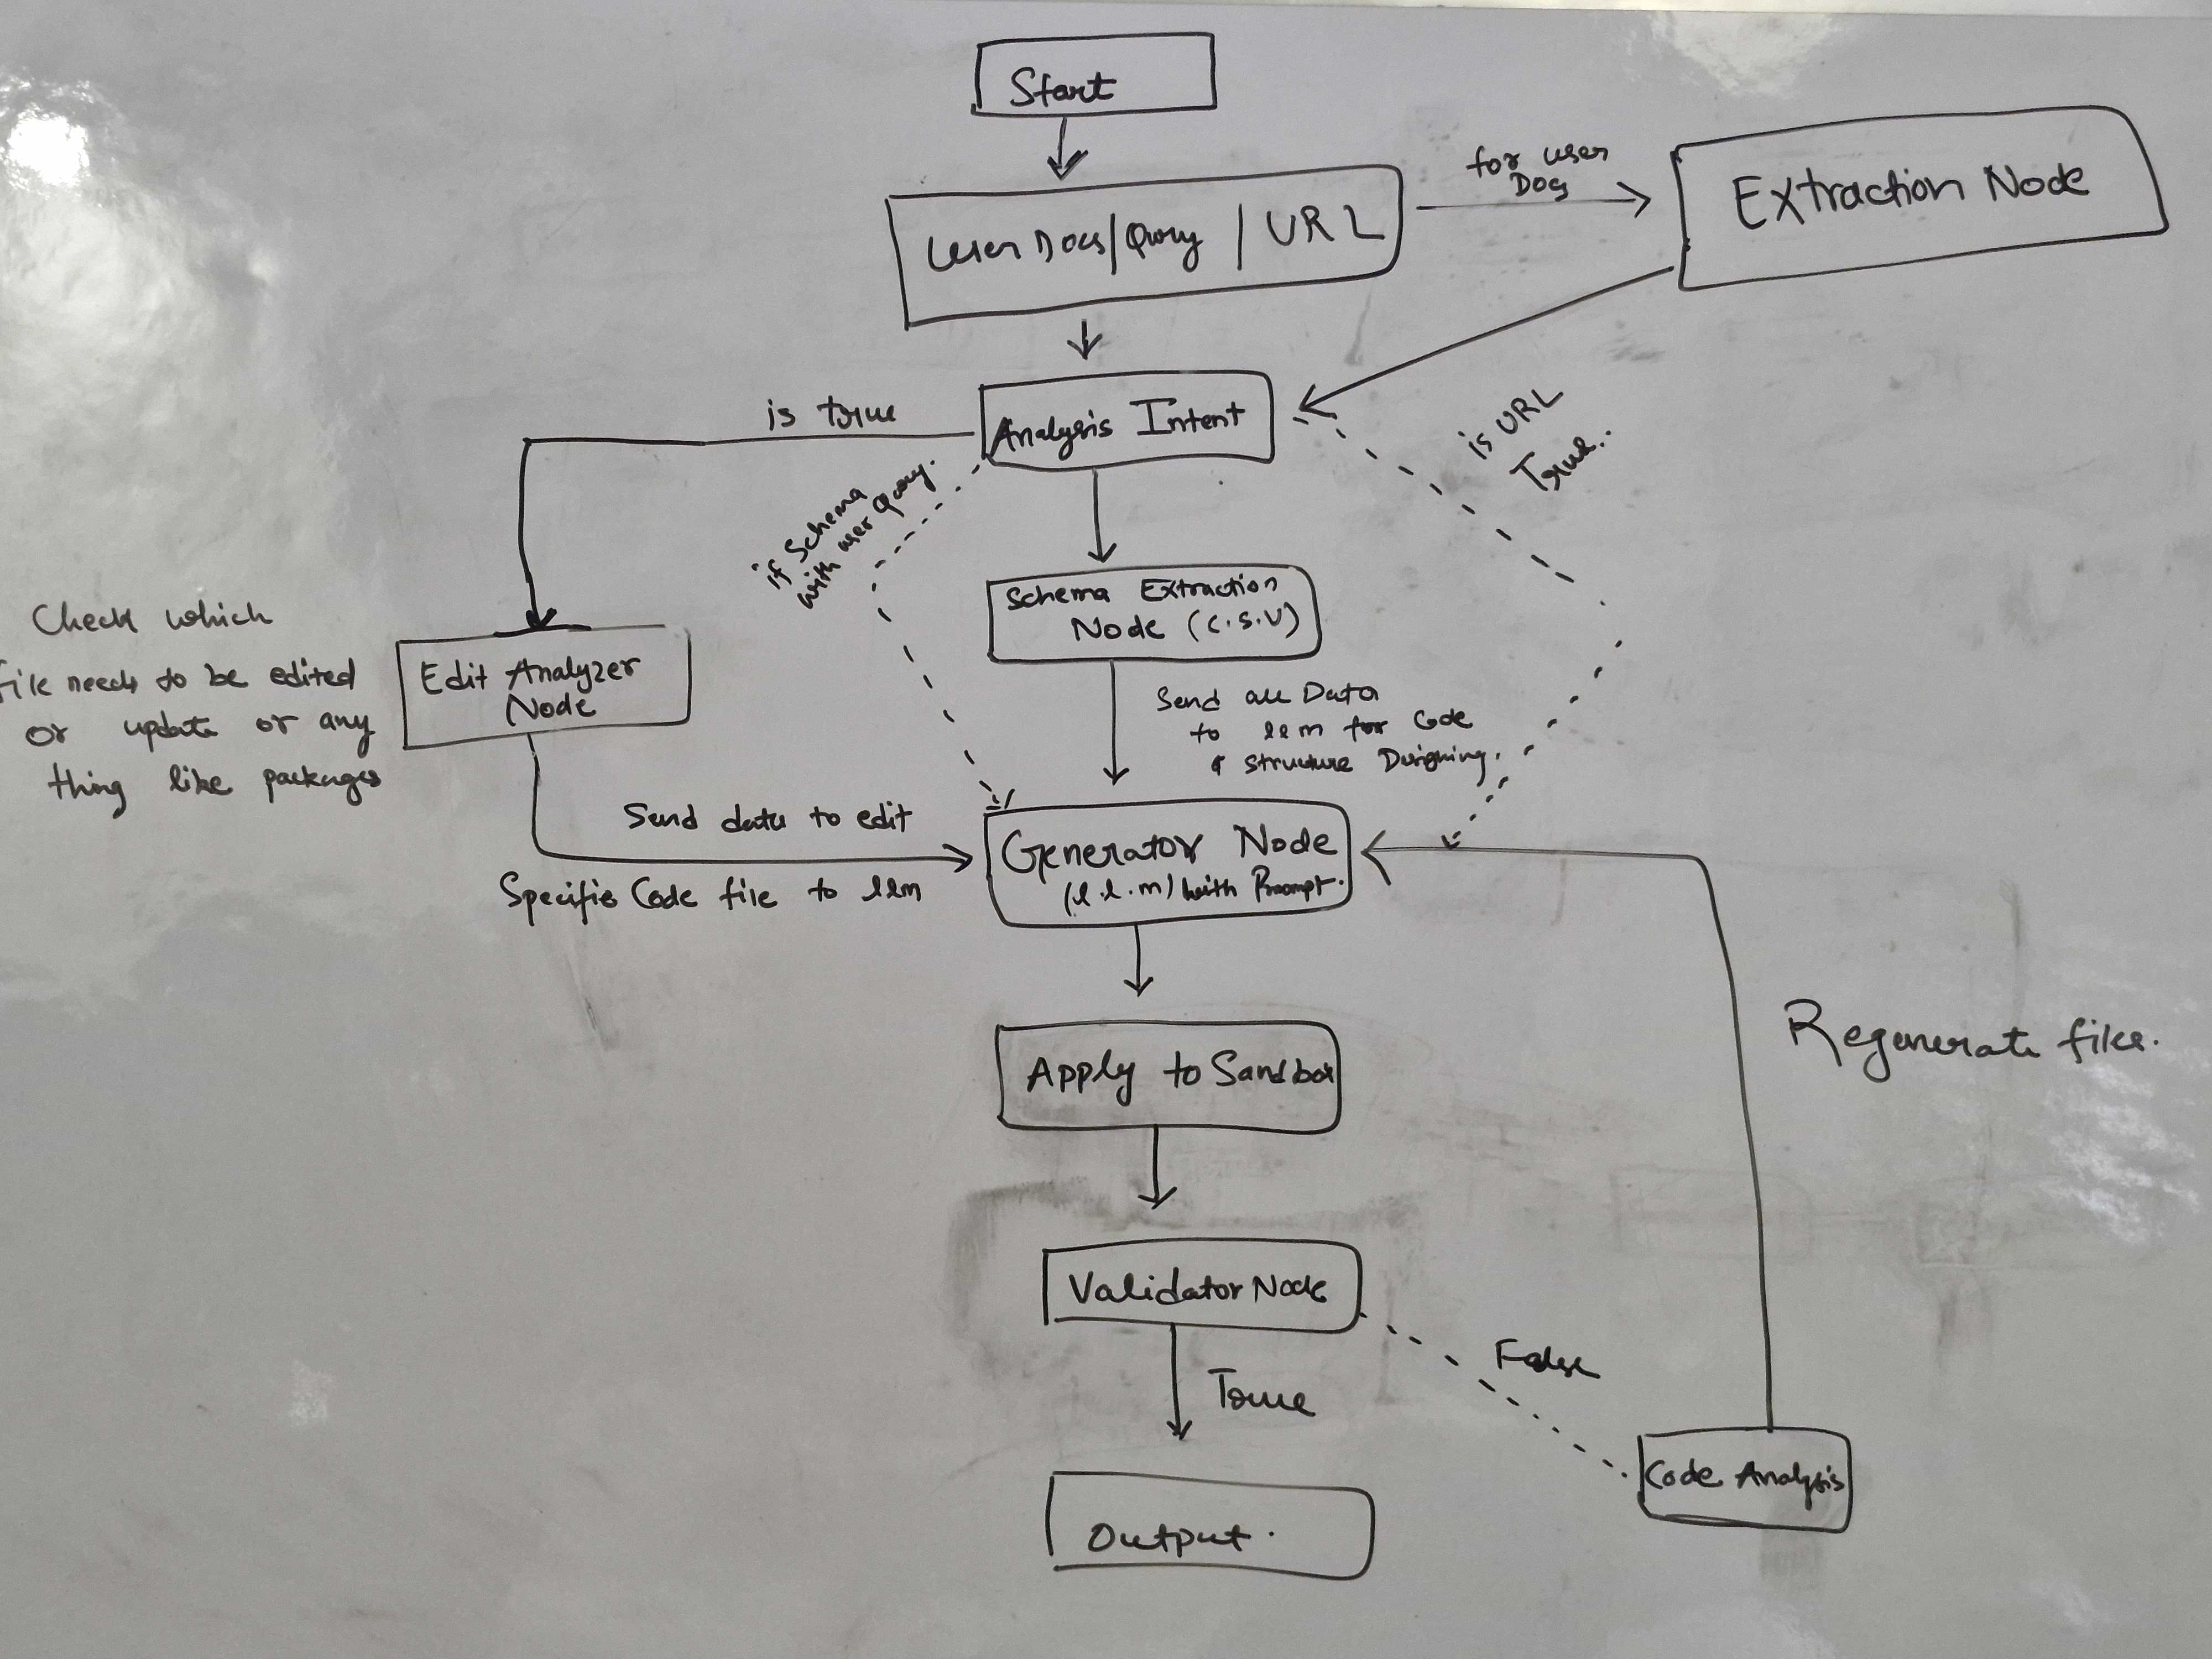 Start
for user
Docs
Extraction Node
User Docs/Query / URL
is true
Analysis Intent
is URL
True..
if Schema
with user Query.
Schema Extraction
Node (C.S.V)
Check which
file needs to be edited
or update or any
thing like packages
Edit Analyzer
Node
Send all Data
to llm for Code
& structure Designing.
Send data to edit
Specific Code file to llm
Generator Node
(l.l.m) with Prompt.
Apply to Sandbox
Regenerate files.
Validator Node
False
True
Code Analysis
Output.